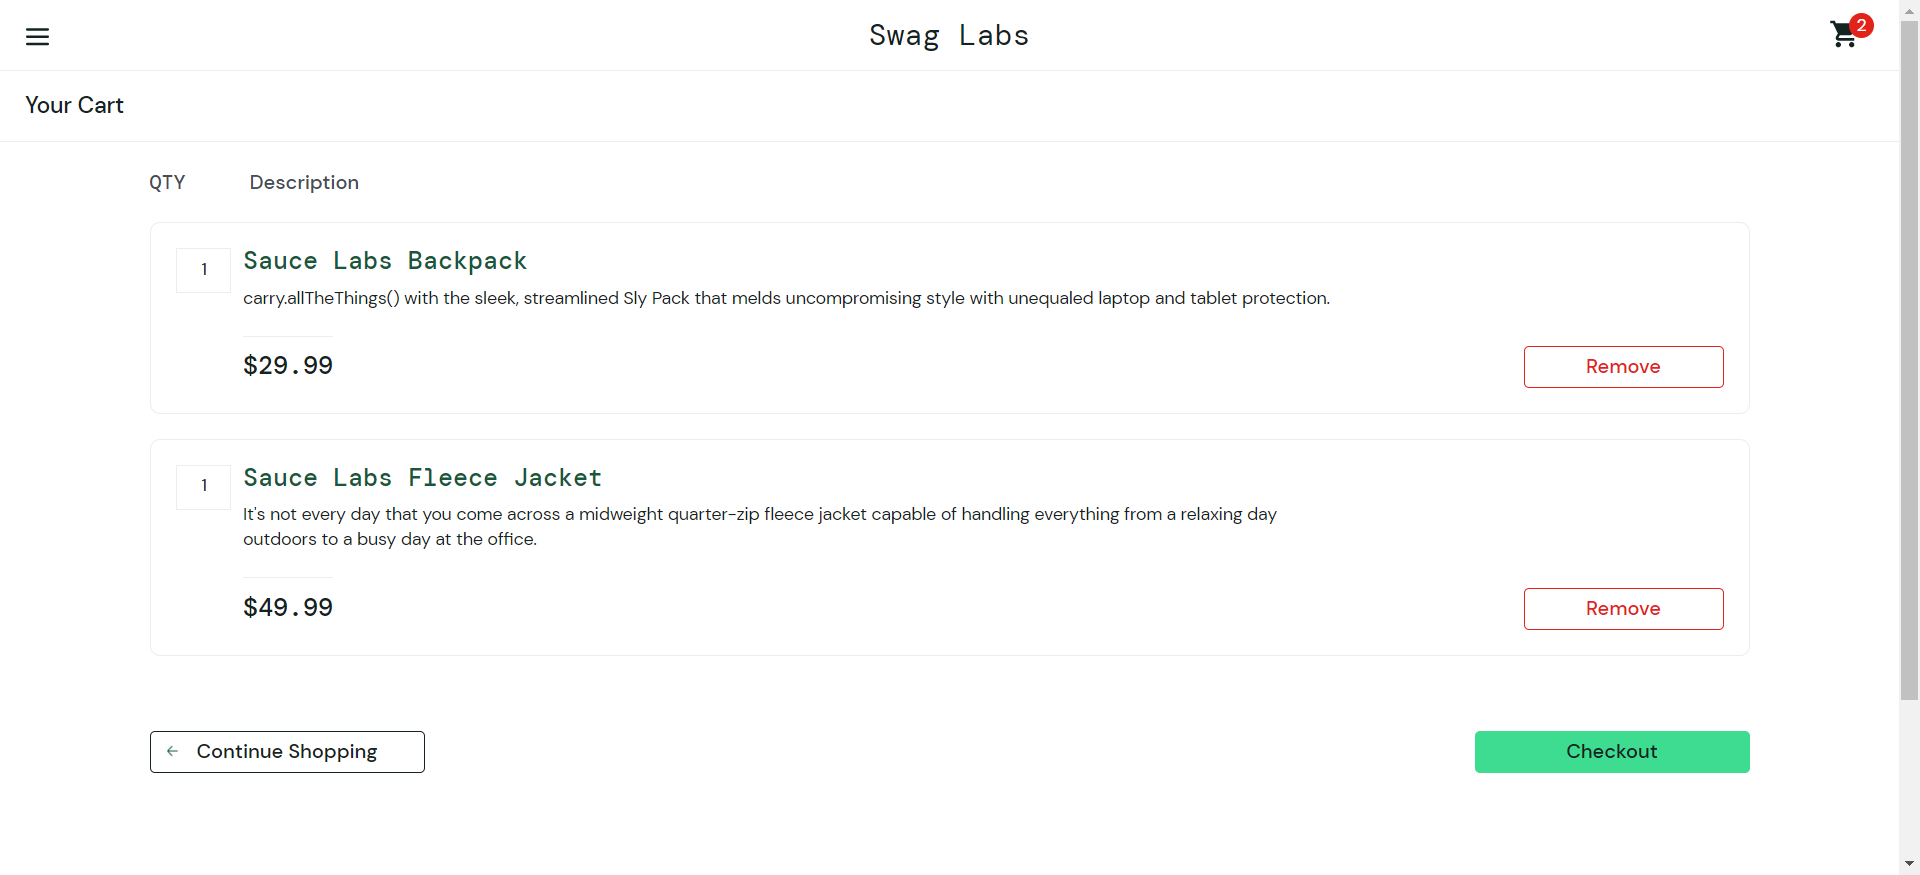 Swag Labs
2
Your Cart
QTY Description
1
Sauce Labs Backpack
carry.allTheThings() with the sleek, streamlined Sly Pack that melds uncompromising style with unequaled laptop and tablet protection.
$29.99
Remove
1
Sauce Labs Fleece Jacket
It's not every day that you come across a midweight quarter-zip fleece jacket capable of handling everything from a relaxing day
outdoors to a busy day at the office.
$49.99
Remove
Continue Shopping
Checkout